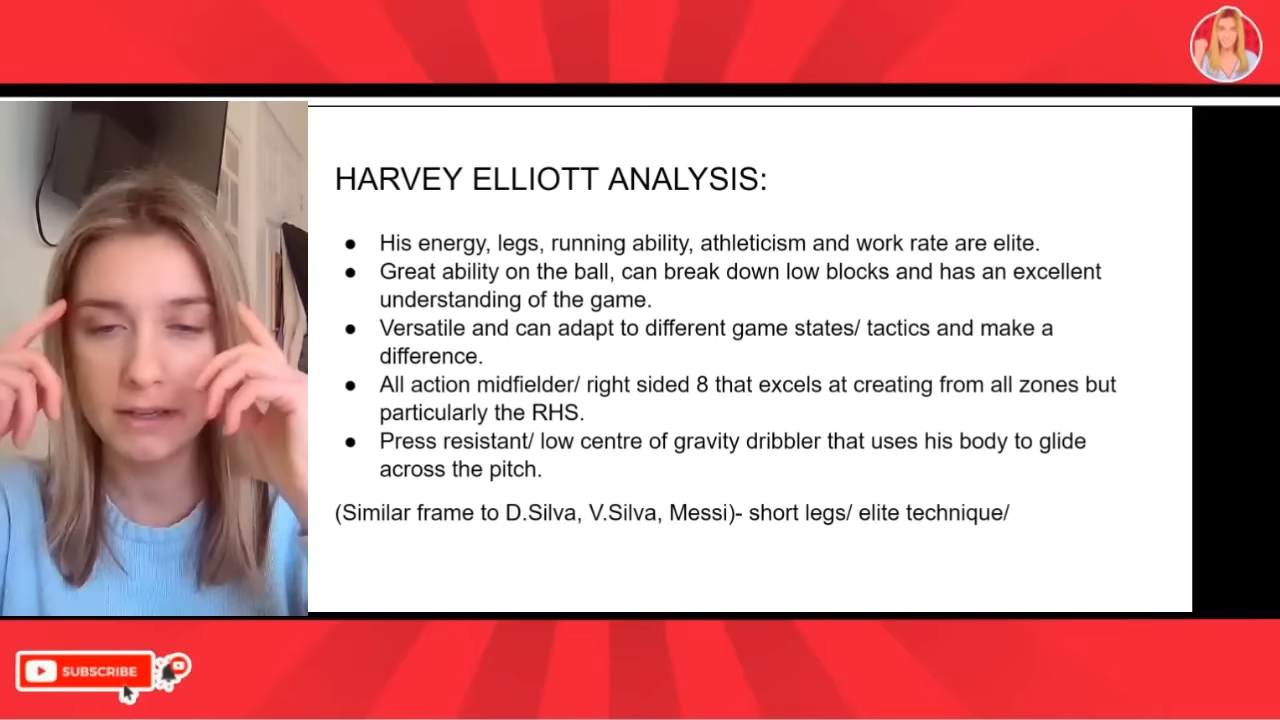 HARVEY ELLIOTT ANALYSIS:
● His energy, legs, running ability, athleticism and work rate are elite.
● Great ability on the ball, can break down low blocks and has an excellent
understanding of the game.
● Versatile and can adapt to different game states/ tactics and make a
difference.
● All action midfielder/ right sided 8 that excels at creating from all zones but
particularly the RHS.
● Press resistant/ low centre of gravity dribbler that uses his body to glide
across the pitch.
(Similar frame to D.Silva, V.Silva, Messi)- short legs/ elite technique/
SUBSCRIBE